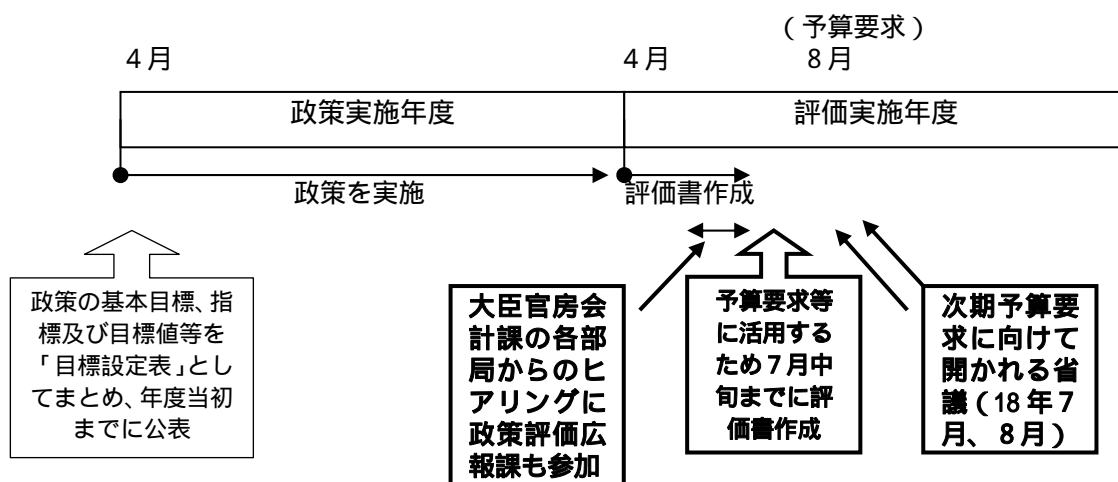 (予算要求)
4月
4月
8月
政策実施年度
評価実施年度
政策を実施
評価書作成
政策の基本目標、指
標及び目標値等を
「目標設定表」とし
てまとめ、年度当初
までに公表
大臣官房会
計課の各部
局からのヒ
アリングに
政策評価広
報課も参加
予算要求等
に活用する
ため7月中
旬までに評
価書作成
次期予算要
求に向けて
開かれる省
議(18年7
月、8月)